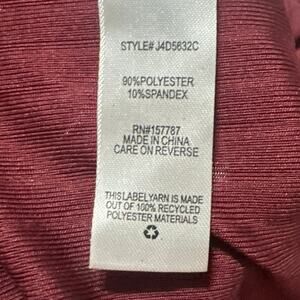 STYLE# J4D5632C
90%POLYESTER
10%SPANDEX
RN#157787
MADE IN CHINA
CARE ON REVERSE
THIS LABEL YARN IS MADE
OUT OF 100% RECYCLED
POLYESTER MATERIALS